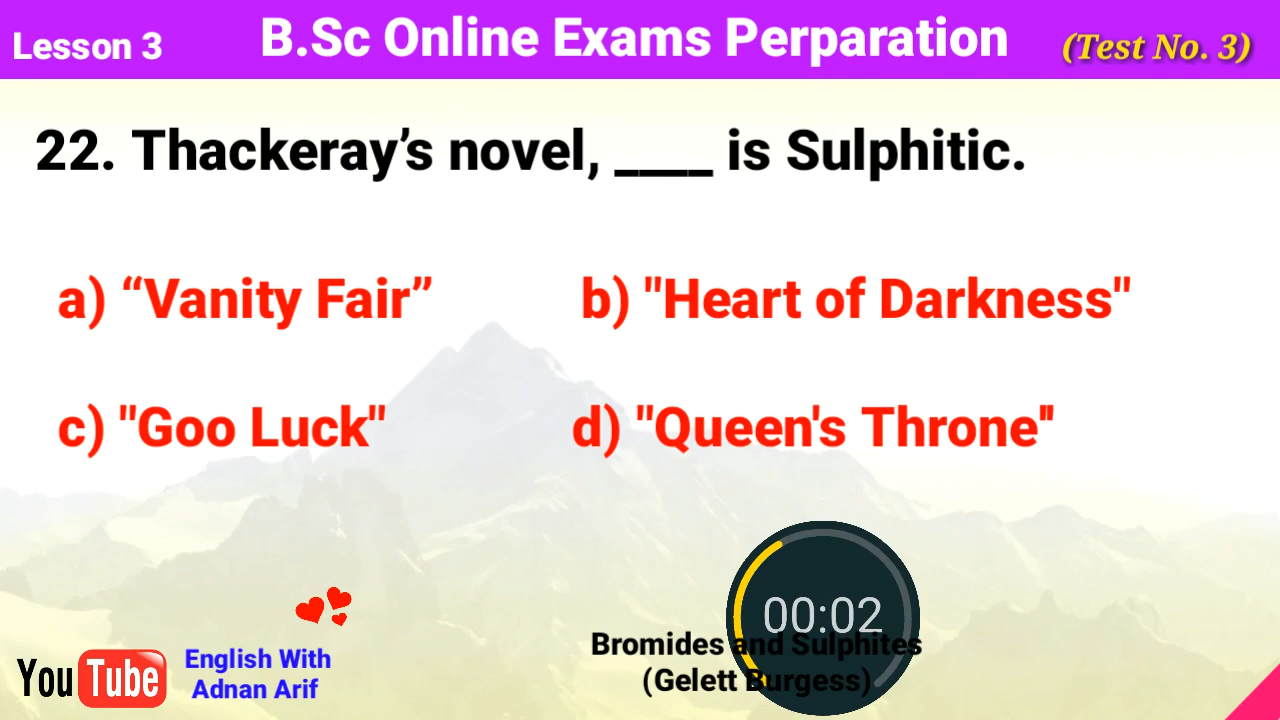 Lesson 3 B.Sc Online Exams Perparation (Test No. 3)
22. Thackeray’s novel, ____ is Sulphitic.
a) “Vanity Fair” b) "Heart of Darkness"
c) "Goo Luck" d) "Queen's Throne"
00:02
Bromides and Sulphites
(Gelett Burgess)
YouTube
English With
Adnan Arif